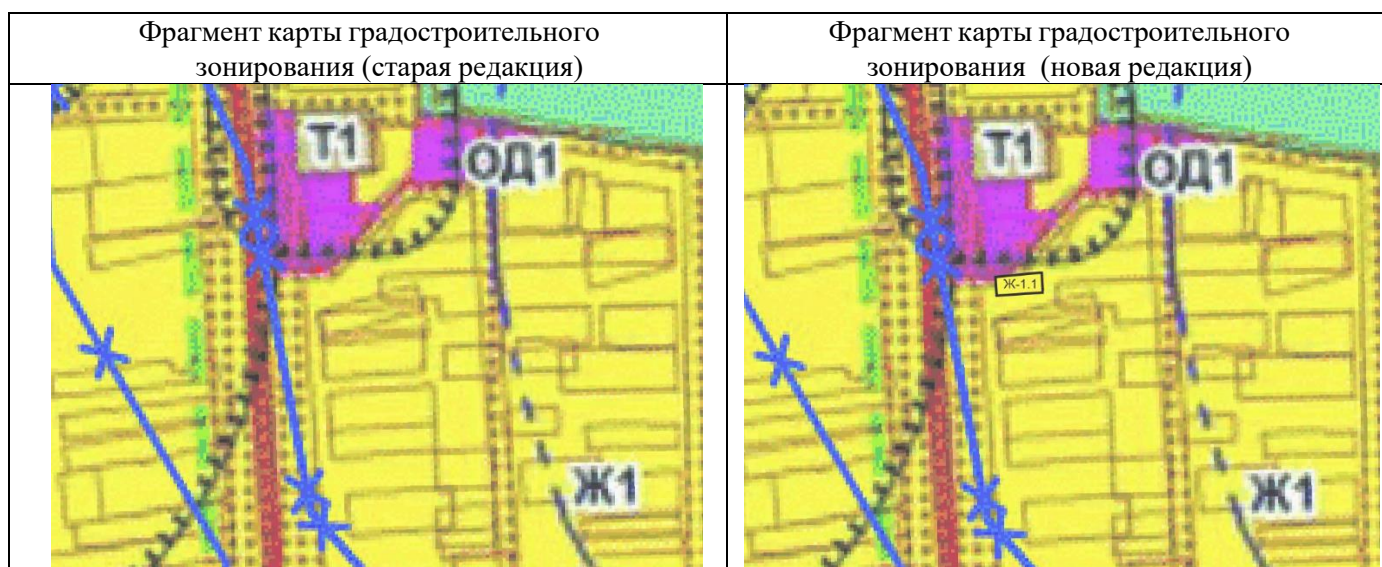 Фрагмент карты градостроительного
зонирования (старая редакция)
Фрагмент карты градостроительного
зонирования (новая редакция)
Т1
ОД1
Ж1
Т1
ОД1
Ж-1.1
Ж1